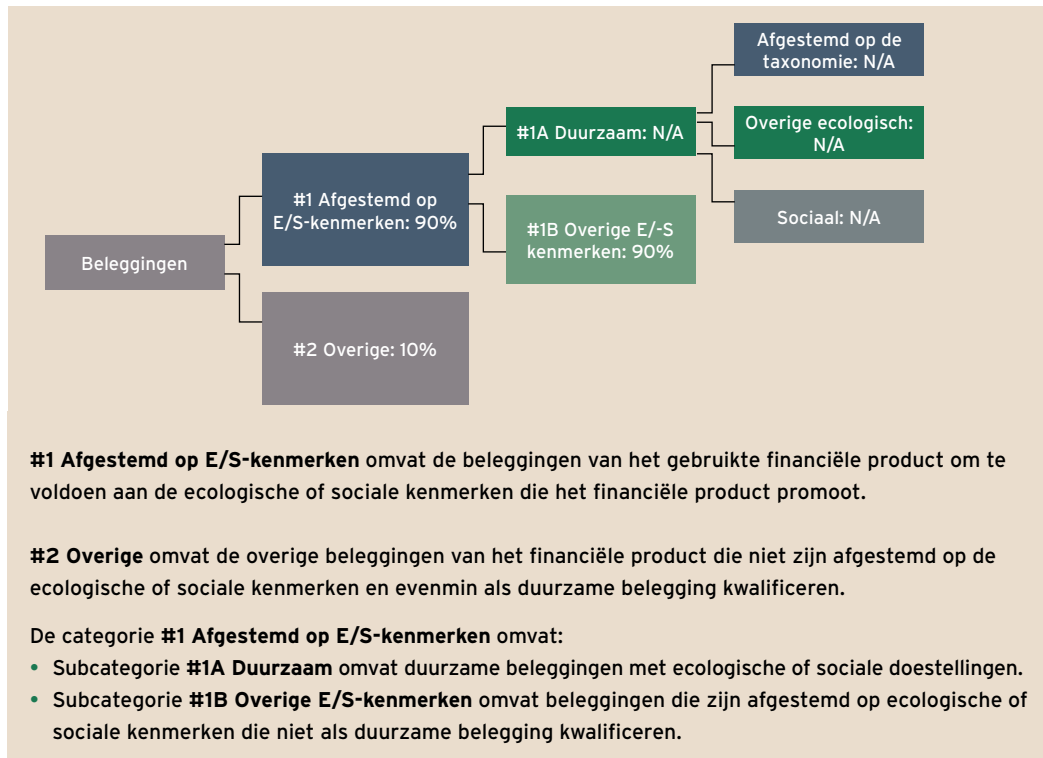 Afgestemd op de
taxonomie: N/A
#1A Duurzaam: N/A
Overige ecologisch:
N/A
#1 Afgestemd op
E/S-kenmerken: 90%
#1B Overige E/-S
kenmerken: 90%
Sociaal: N/A
Beleggingen
#2 Overige: 10%
#1 Afgestemd op E/S-kenmerken omvat de beleggingen van het gebruikte financiële product om te
voldoen aan de ecologische of sociale kenmerken die het financiële product promoot.
#2 Overige omvat de overige beleggingen van het financiële product die niet zijn afgestemd op de
ecologische of sociale kenmerken en evenmin als duurzame belegging kwalificeren.
De categorie #1 Afgestemd op E/S-kenmerken omvat:
• Subcategorie #1A Duurzaam omvat duurzame beleggingen met ecologische of sociale doestellingen.
• Subcategorie #1B Overige E/S-kenmerken omvat beleggingen die zijn afgestemd op ecologische of
sociale kenmerken die niet als duurzame belegging kwalificeren.